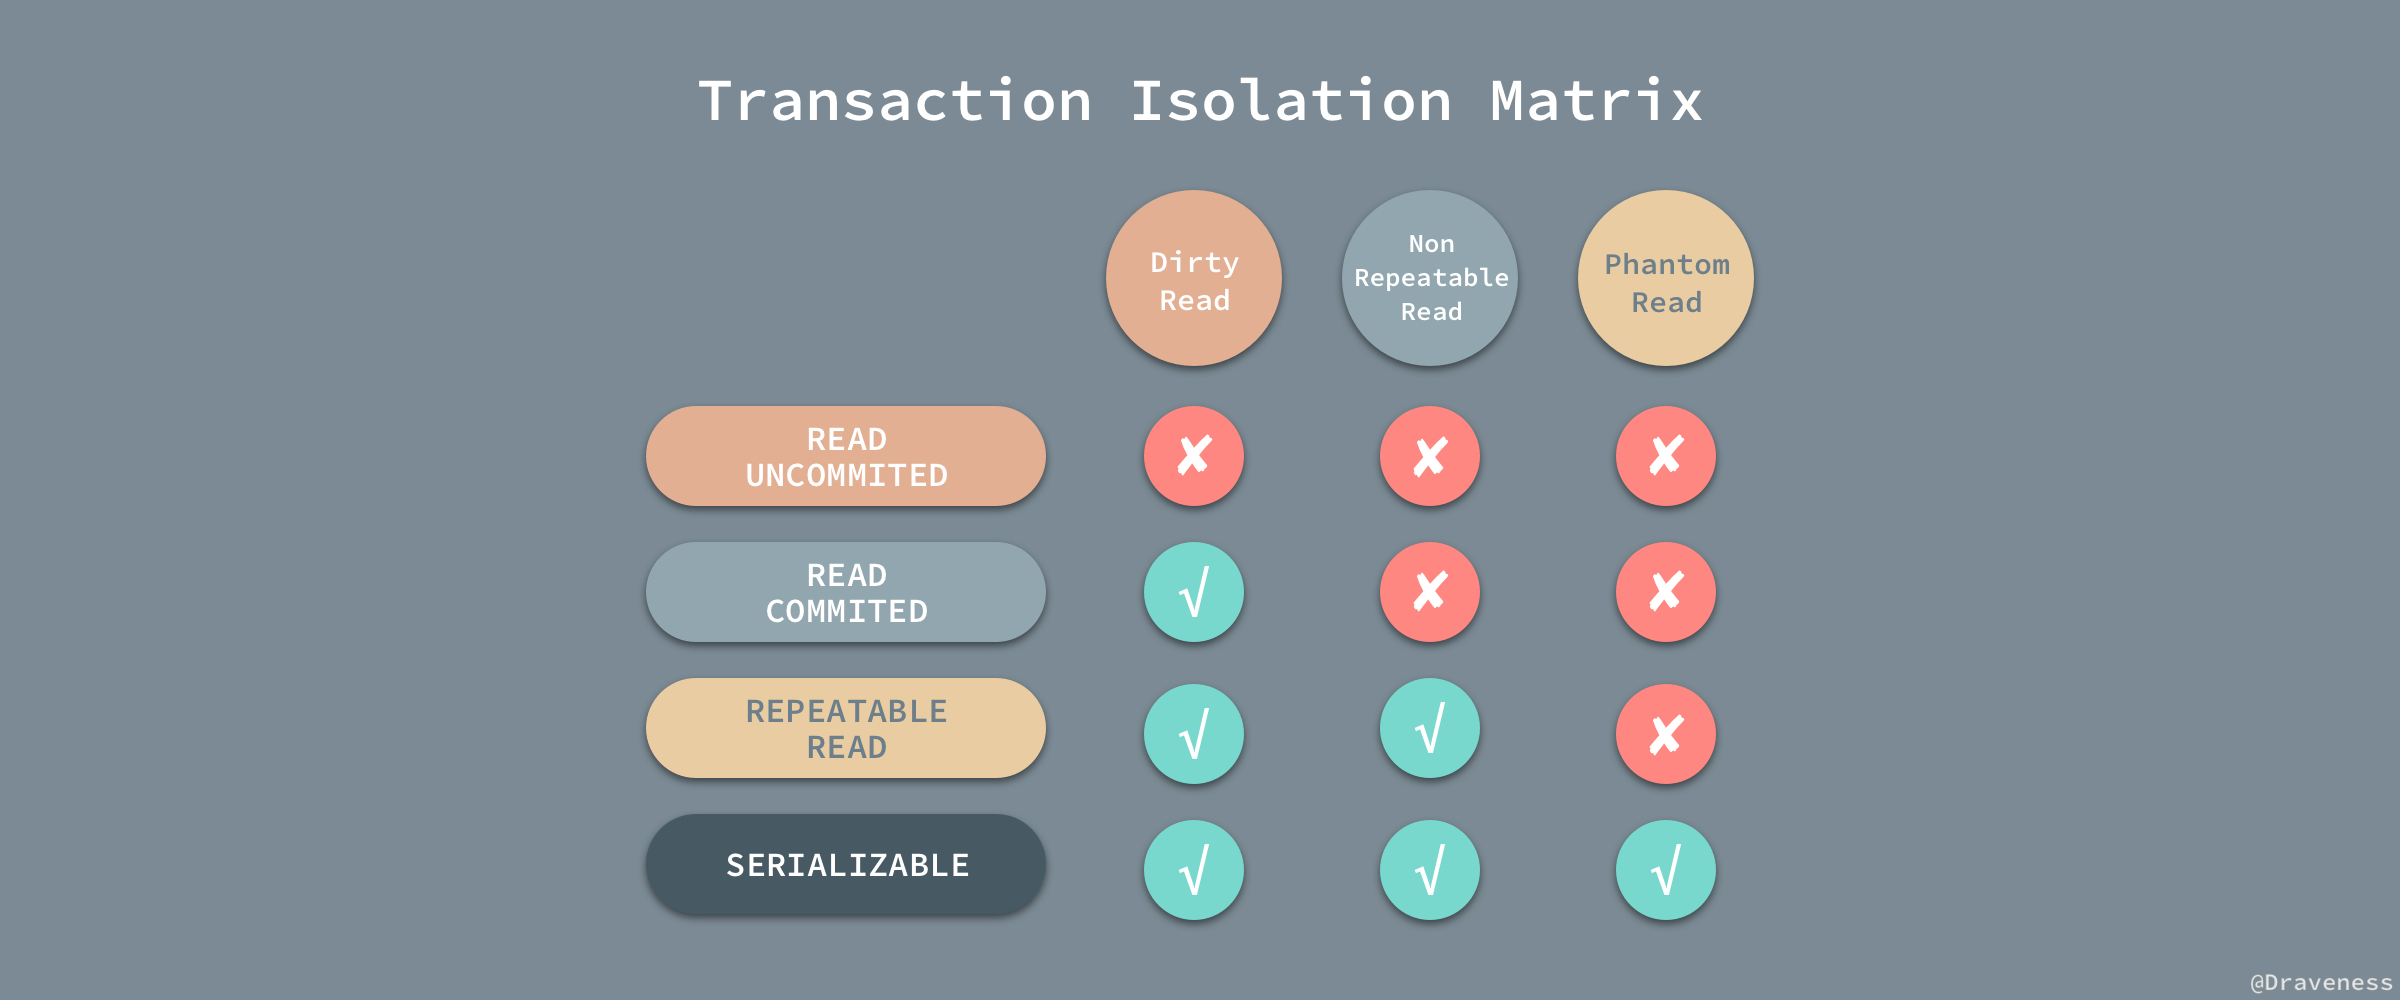 Transaction Isolation Matrix
Dirty
Read
Non
Repeatable
Read
Phantom
Read
READ
UNCOMMITED
✘ ✘ ✘
READ
COMMITED
√ ✘ ✘
REPEATABLE
READ
√ √ ✘
SERIALIZABLE
√ √ √
@Draveness